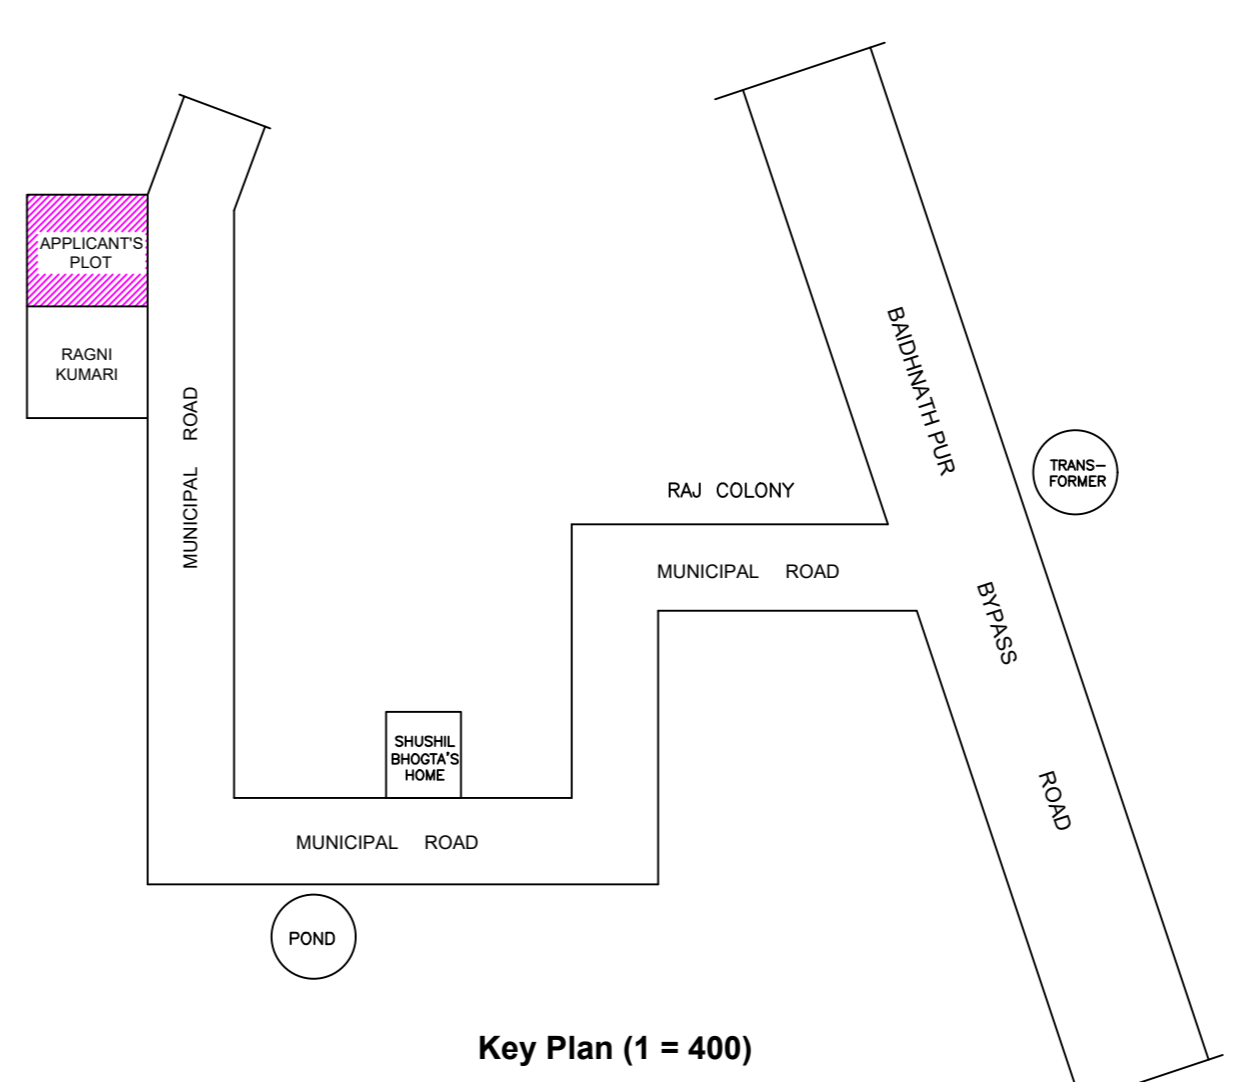 APPLICANT'S
PLOT
RAGNI
KUMARI
MUNICIPAL ROAD
BAIDHNATH PUR
BYPASS
ROAD
TRANS-
FORMER
RAJ COLONY
MUNICIPAL ROAD
SHUSHIL
BHOGTA'S
HOME
MUNICIPAL ROAD
POND
Key Plan (1 = 400)